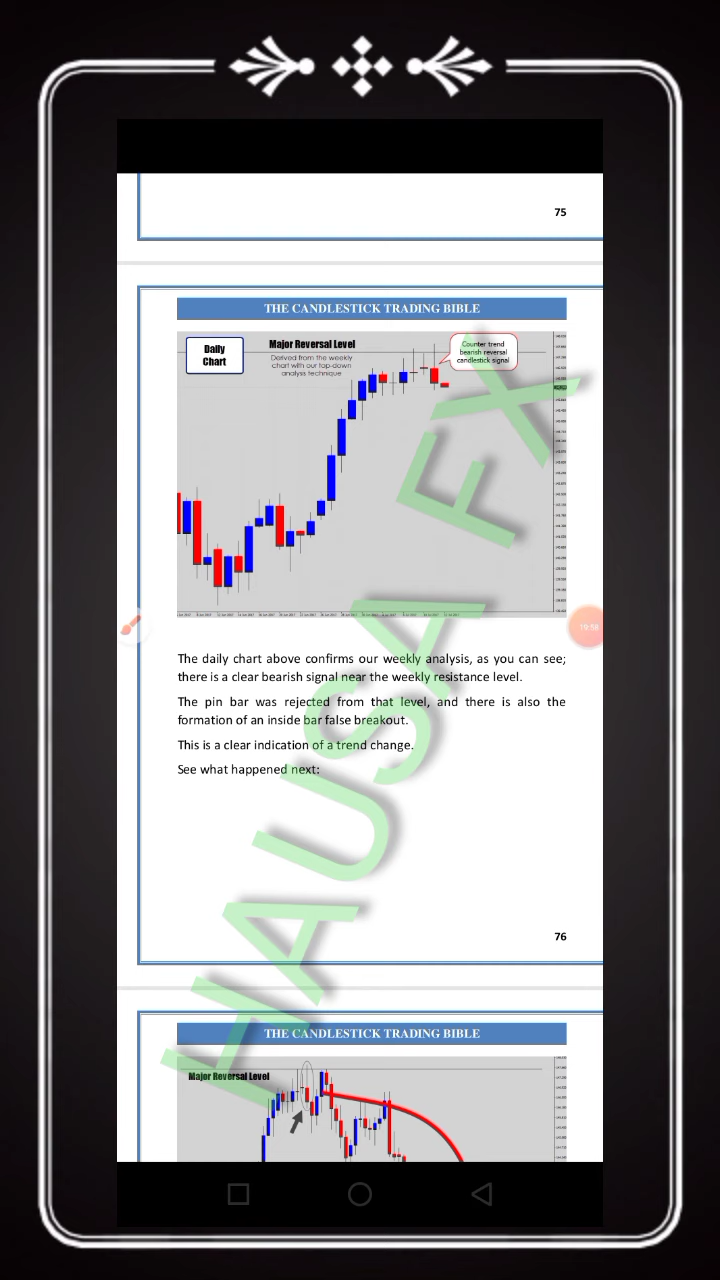 75
THE CANDLESTICK TRADING BIBLE
Daily
Chart
Major Reversal Level
Derived from the weekly
chart with our top-down
analysis technique
Counter trend
bearish reversal
candlestick signal
19:58
The daily chart above confirms our weekly analysis, as you can see;
there is a clear bearish signal near the weekly resistance level.
The pin bar was rejected from that level, and there is also the
formation of an inside bar false breakout.
This is a clear indication of a trend change.
See what happened next:
HAUSA FX
76
THE CANDLESTICK TRADING BIBLE
Major Reversal Level